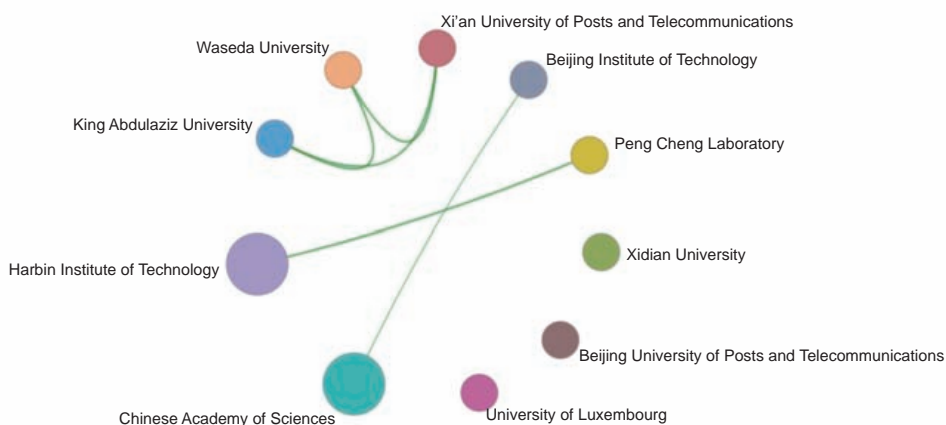 Xi'an University of Posts and Telecommunications
Waseda University
Beijing Institute of Technology
King Abdulaziz University
Peng Cheng Laboratory
Xidian University
Harbin Institute of Technology
Beijing University of Posts and Telecommunications
University of Luxembourg
Chinese Academy of Sciences